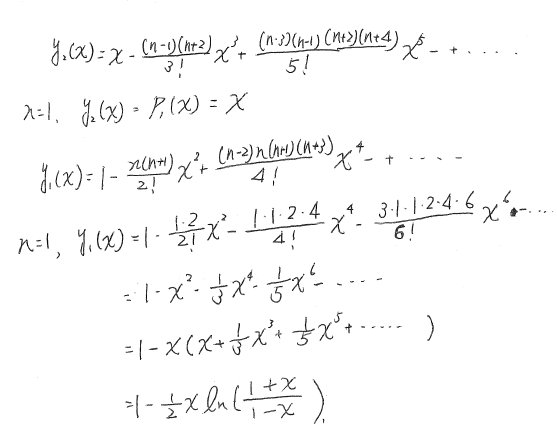 y₂(x) = x - (n-1)(n+2)/3! x³ + (n-3)(n-1)(n+2)(n+4)/5! x⁵ - + ....
n=1, y₂(x) = P₁(x) = x
y₁(x) = 1 - n(n+1)/2! x² + (n-2)n(n+1)(n+3)/4! x⁴ - + ....
n=1, y₁(x) = 1 - 1·2/2! x² - 1·1·2·4/4! x⁴ - 3·1·1·2·4·6/6! x⁶ - ....
= 1 - x² - 1/3 x⁴ - 1/5 x⁶ - ....
= 1 - x(x + 1/3 x³ + 1/5 x⁵ + ..... )
= 1 - 1/2 x ln(1+x/1-x).